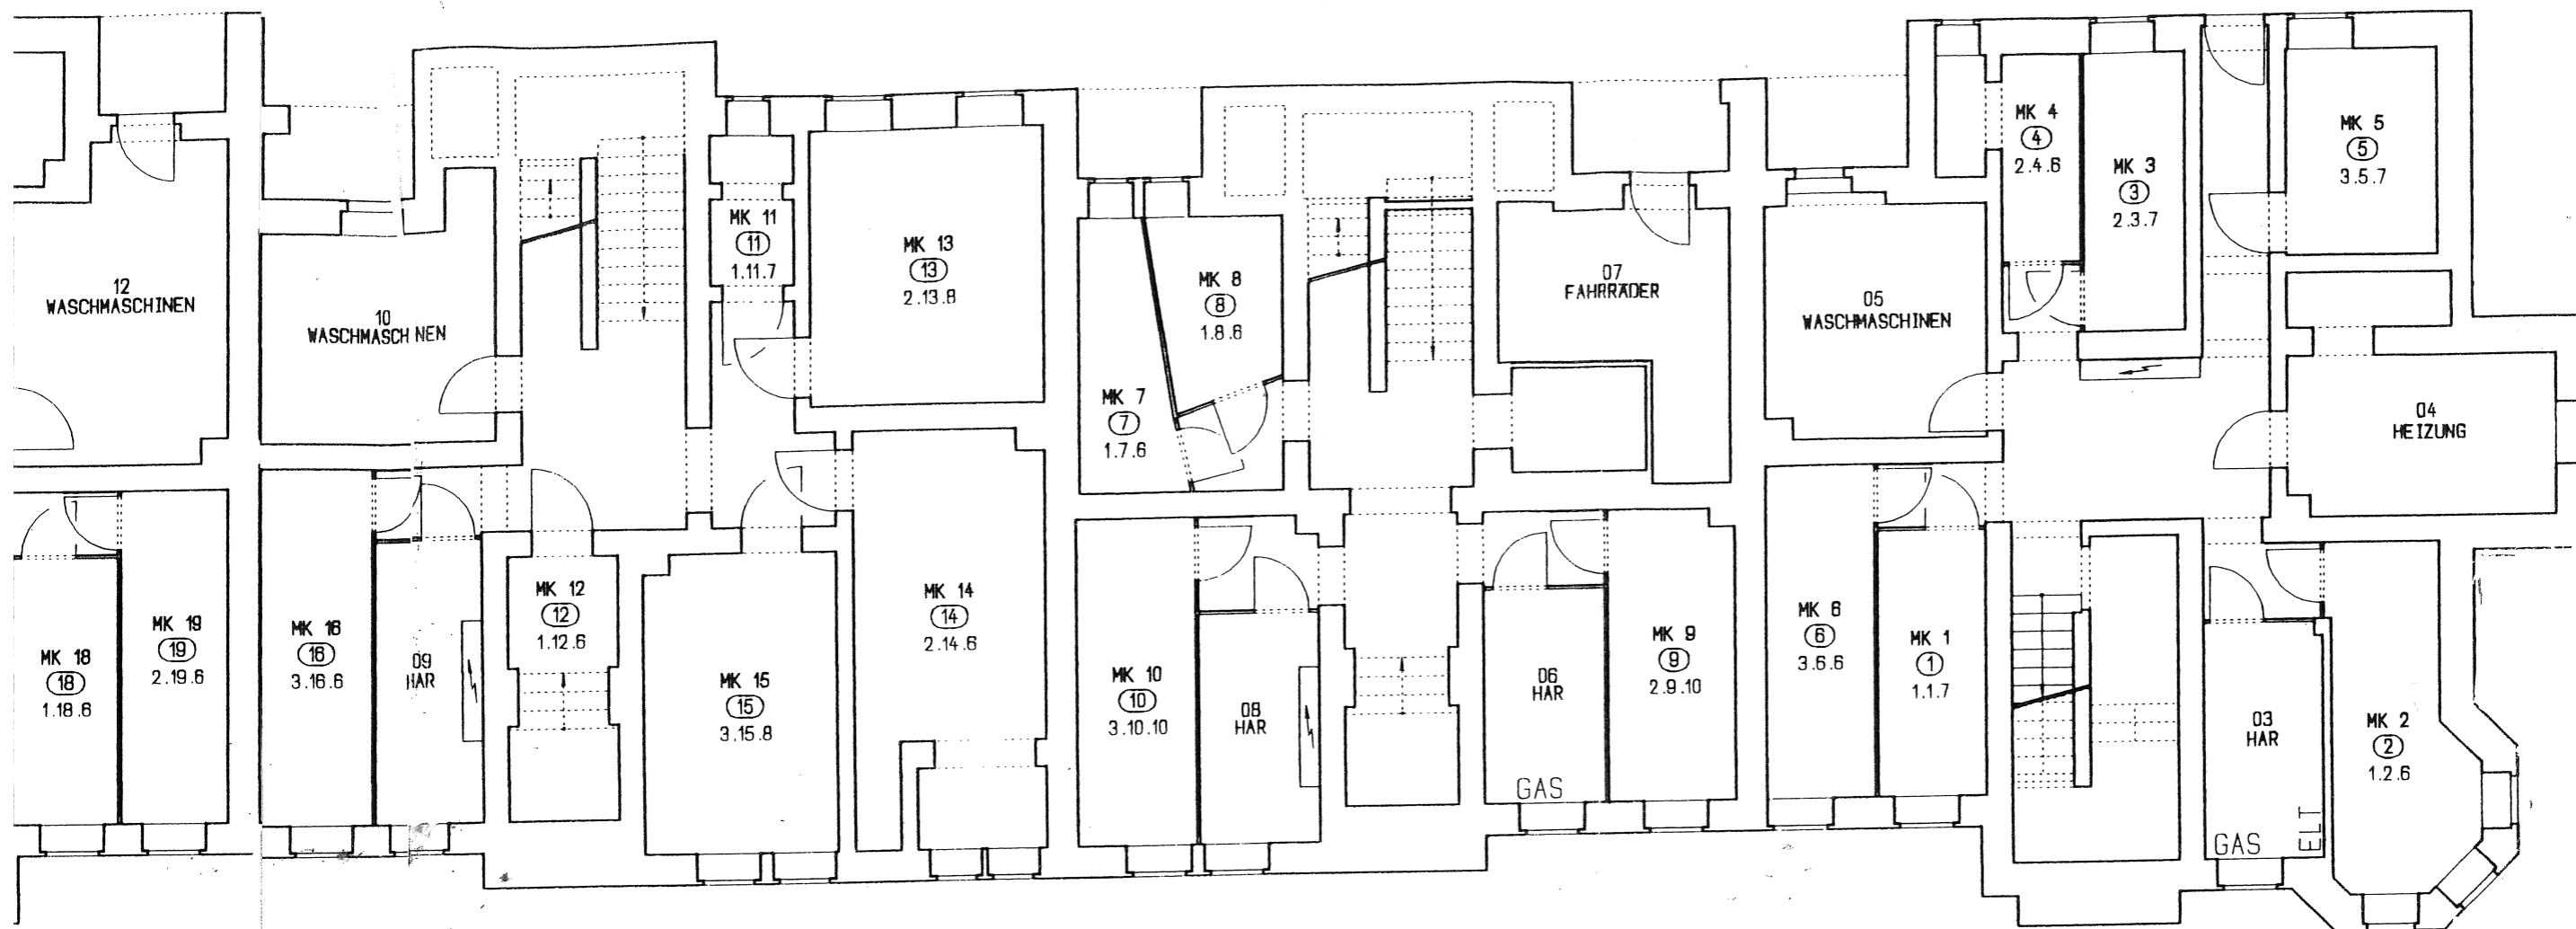 12
WASCHMASCHINEN
10
WASCHMASCH NEN
MK 11
11
1.11.7
MK 13
13
2.13.8
MK 7
7
1.7.6
MK 8
8
1.8.6
07
FAHRRÄDER
05
WASCHMASCHINEN
MK 4
4
2.4.6
MK 3
3
2.3.7
MK 5
5
3.5.7
04
HEIZUNG
MK 18
18
1.18.6
MK 19
19
2.19.6
MK 16
16
3.16.6
09
HAR
MK 12
12
1.12.6
MK 15
15
3.15.8
MK 14
14
2.14.6
MK 10
10
3.10.10
08
HAR
06
HAR
GAS
MK 9
9
2.9.10
MK 6
6
3.6.6
MK 1
1
1.1.7
03
HAR
GAS
ELT
MK 2
2
1.2.6